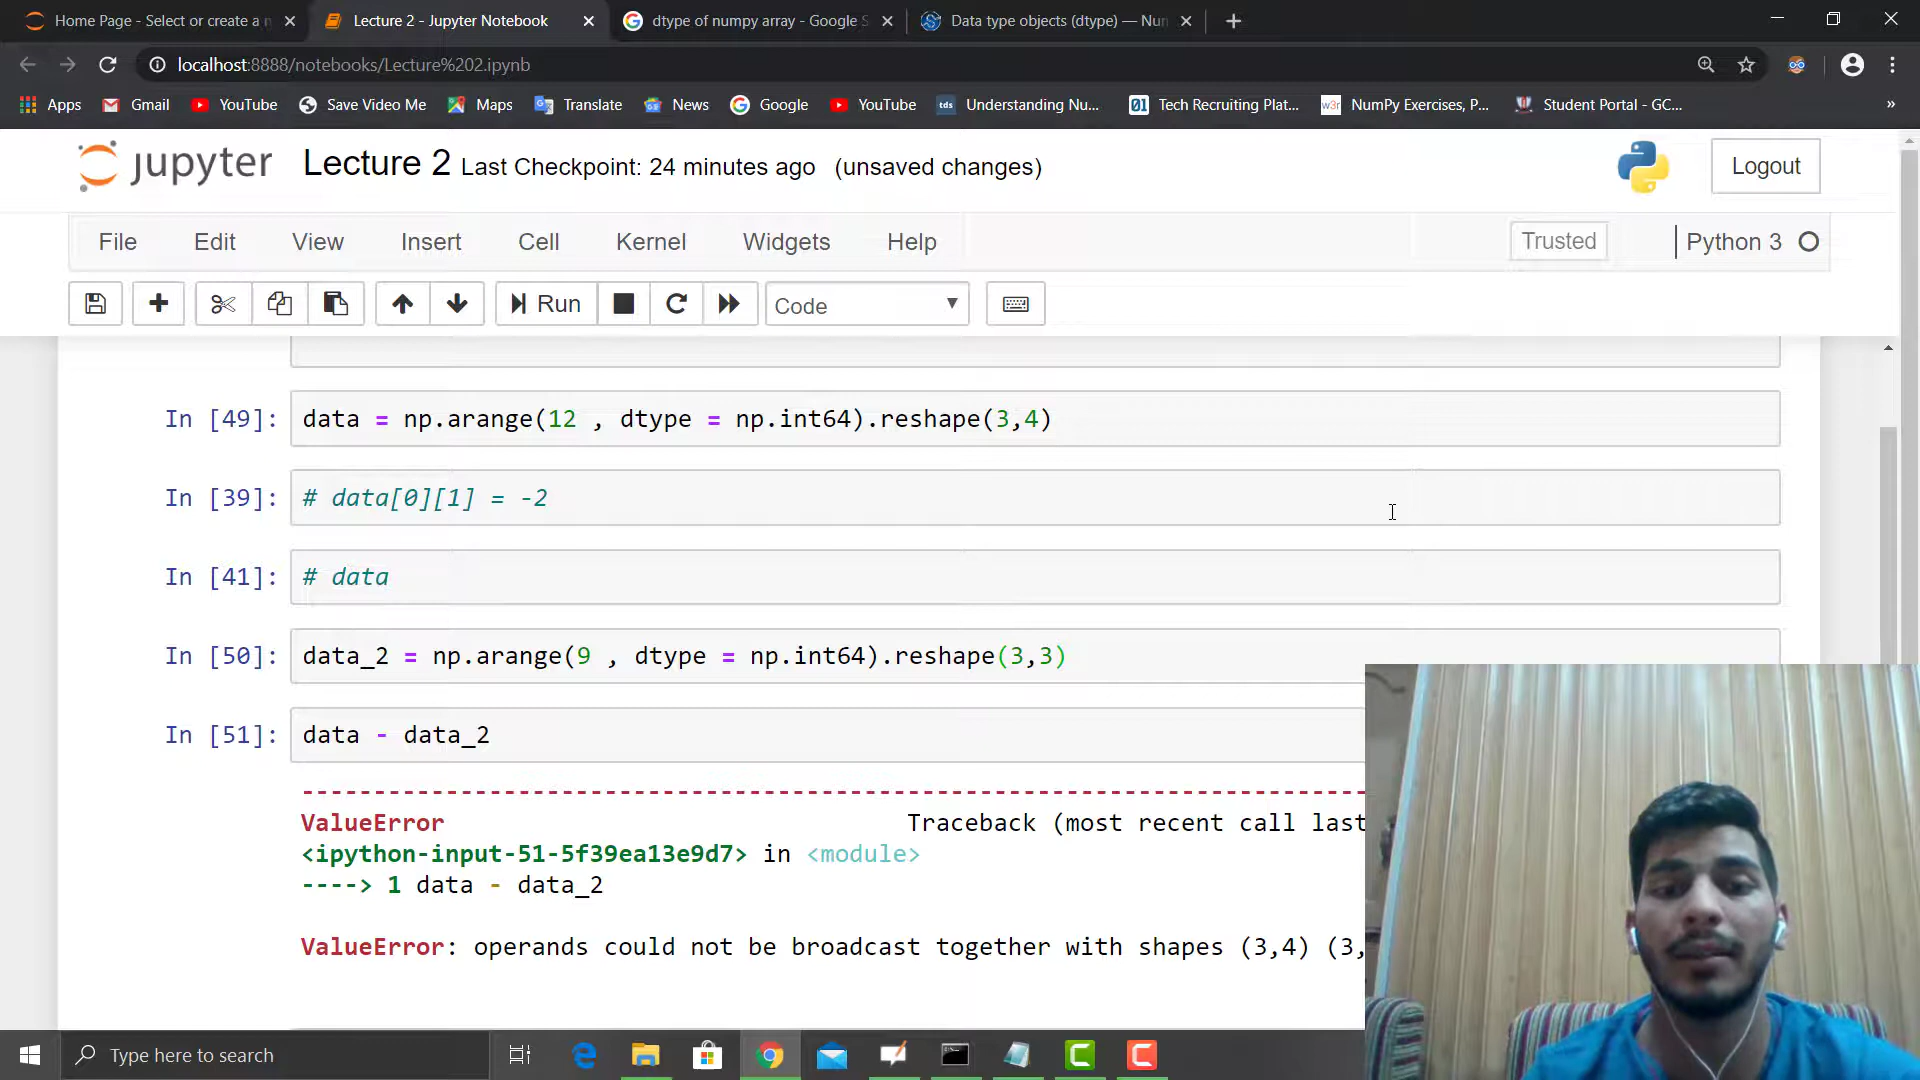 Home Page - Select or create a n
Lecture 2 - Jupyter Notebook
dtype of numpy array - Google S
Data type objects (dtype) — Num
localhost:8888/notebooks/Lecture%202.ipynb
Apps
Gmail
YouTube
Save Video Me
Maps
Translate
News
Google
YouTube
tds
Understanding Nu...
01
Tech Recruiting Plat...
w3r
NumPy Exercises, P...
Student Portal - GC...
»
jupyter
Lecture 2 Last Checkpoint: 24 minutes ago (unsaved changes)
Logout
File
Edit
View
Insert
Cell
Kernel
Widgets
Help
Trusted
Python 3
Run
Code
In [49]: data = np.arange(12 , dtype = np.int64).reshape(3,4)
In [39]: # data[0][1] = -2
In [41]: # data
In [50]: data_2 = np.arange(9 , dtype = np.int64).reshape(3,3)
In [51]: data - data_2
---------------------------------------------------------------------------
ValueError Traceback (most recent call last
<ipython-input-51-5f39ea13e9d7> in <module>
----> 1 data - data_2
ValueError: operands could not be broadcast together with shapes (3,4) (3,
Type here to search